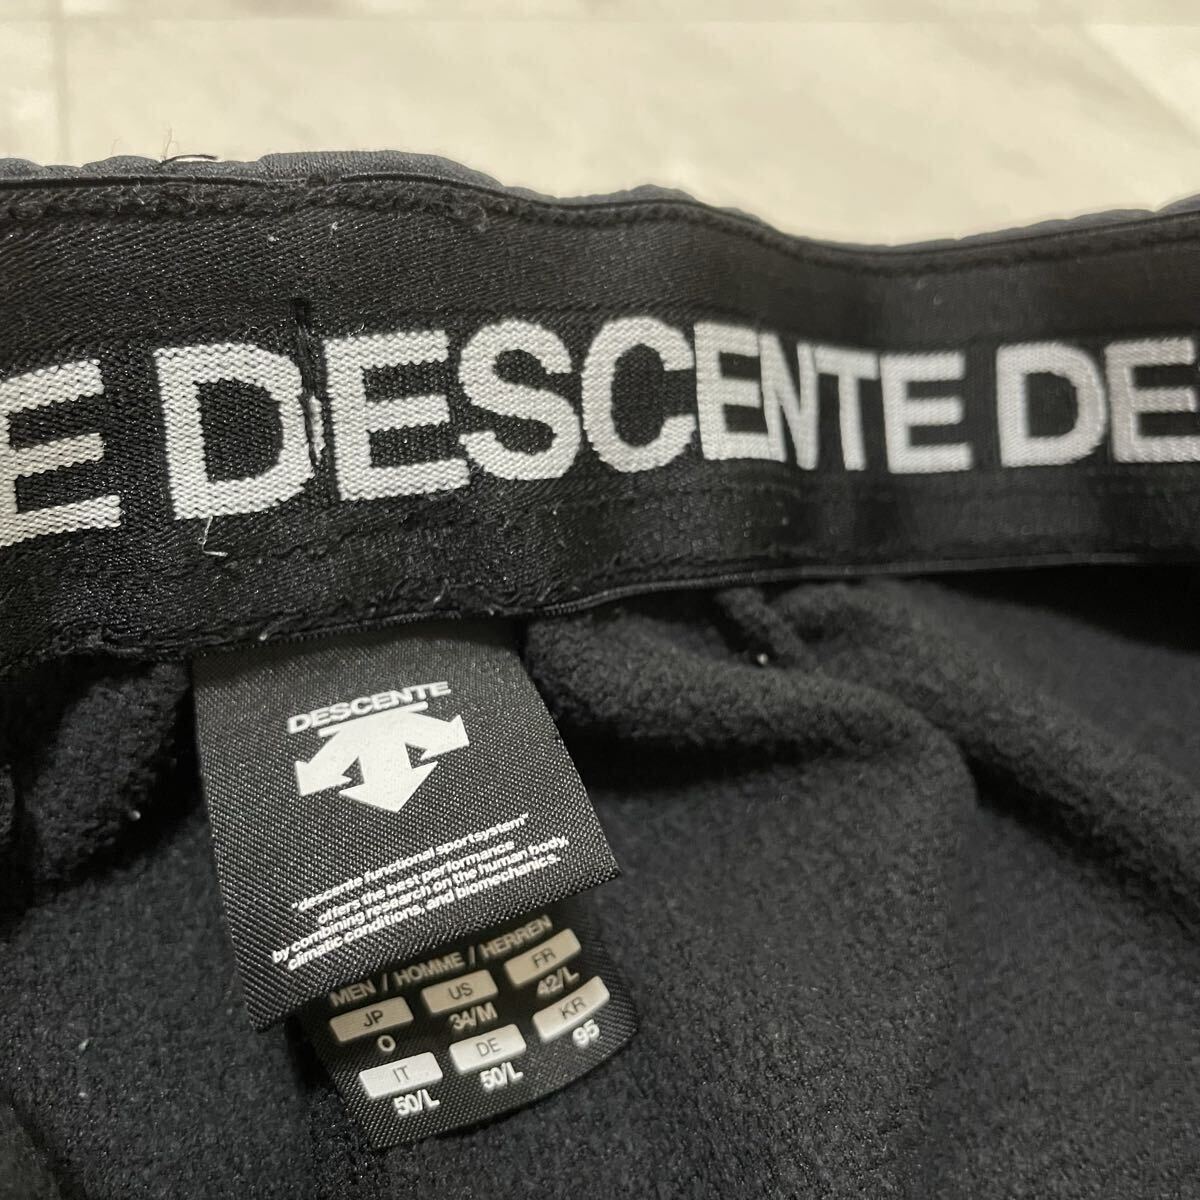 E DESCENTE DE
DESCENTE
"descente functional sportsystem"
offers the best performance
by combining research on the human body,
climatic conditions, and biomechanics.
MEN / HOMME / HERREN
JP US FR
O 34/M 42/L
IT DE KR
50/L 50/L 95